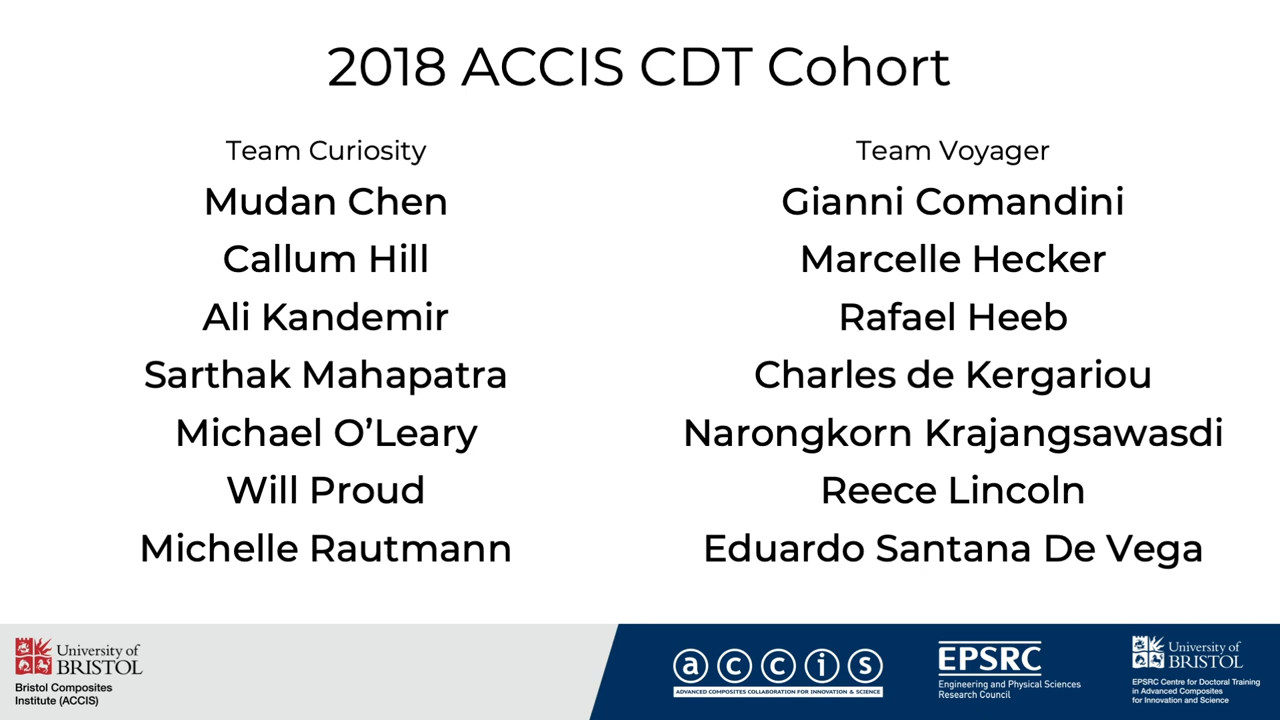 2018 ACCIS CDT Cohort
Team Curiosity
Mudan Chen
Callum Hill
Ali Kandemir
Sarthak Mahapatra
Michael O’Leary
Will Proud
Michelle Rautmann
Team Voyager
Gianni Comandini
Marcelle Hecker
Rafael Heeb
Charles de Kergariou
Narongkorn Krajangsawasdi
Reece Lincoln
Eduardo Santana De Vega
University of
BRISTOL
Bristol Composites
Institute (ACCIS)
accis
ADVANCED COMPOSITES COLLABORATION FOR INNOVATION & SCIENCE
EPSRC
Engineering and Physical Sciences
Research Council
University of
BRISTOL
EPSRC Centre for Doctoral Training
in Advanced Composites
for Innovation and Science